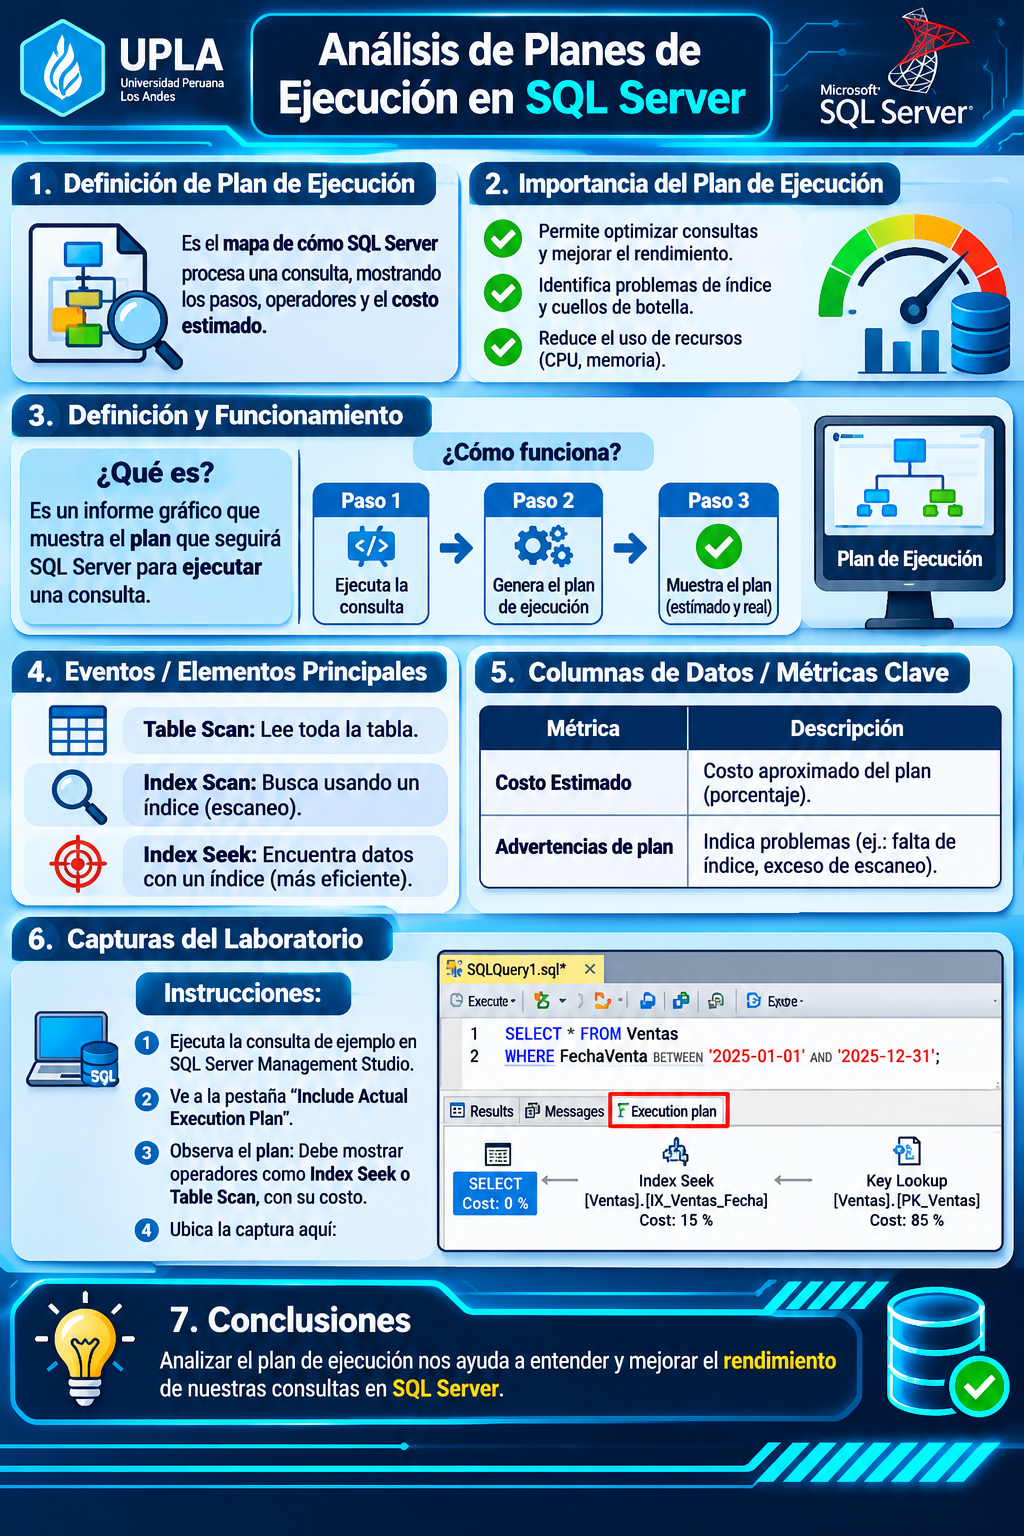 UPLA
Universidad Peruana
Los Andes
Análisis de Planes de
Ejecución en SQL Server
Microsoft®
SQL Server®
1. Definición de Plan de Ejecución
Es el mapa de cómo SQL Server
procesa una consulta, mostrando
los pasos, operadores y el costo
estimado.
2. Importancia del Plan de Ejecución
Permite optimizar consultas
y mejorar el rendimiento.
Identifica problemas de índice
y cuellos de botella.
Reduce el uso de recursos
(CPU, memoria).
3. Definición y Funcionamiento
¿Qué es?
Es un informe gráfico que
muestra el plan que seguirá
SQL Server para ejecutar
una consulta.
¿Cómo funciona?
Paso 1
</>
Ejecuta la
consulta
Paso 2
Genera el plan
de ejecución
Paso 3
Muestra el plan
(estímado y real)
Plan de Ejecución
4. Eventos / Elementos Principales
Table Scan: Lee toda la tabla.
Index Scan: Busca usando un
índice (escaneo).
Index Seek: Encuentra datos
con un índice (más eficiente).
5. Columnas de Datos / Métricas Clave
Métrica
Descripción
Costo Estimado
Costo aproximado del plan
(porcentaje).
Advertencias de plan
Indica problemas (ej.: falta de
índice, exceso de escaneo).
6. Capturas del Laboratorio
Instrucciones:
SQL
1 Ejecuta la consulta de ejemplo en
SQL Server Management Studio.
2 Ve a la pestaña “Include Actual
Execution Plan”.
3 Observa el plan: Debe mostrar
operadores como Index Seek o
Table Scan, con su costo.
4 Ubica la captura aquí:
SQLQuery1.sql* ✕
Execute
1 SELECT * FROM Ventas
2 WHERE FechaVenta BETWEEN '2025-01-01' AND '2025-12-31';
Results
Messages
Execution plan
SELECT
Cost: 0 %
Index Seek
[Ventas].[IX_Ventas_Fecha]
Cost: 15 %
Key Lookup
[Ventas].[PK_Ventas]
Cost: 85 %
7. Conclusiones
Analizar el plan de ejecución nos ayuda a entender y mejorar el rendimiento
de nuestras consultas en SQL Server.